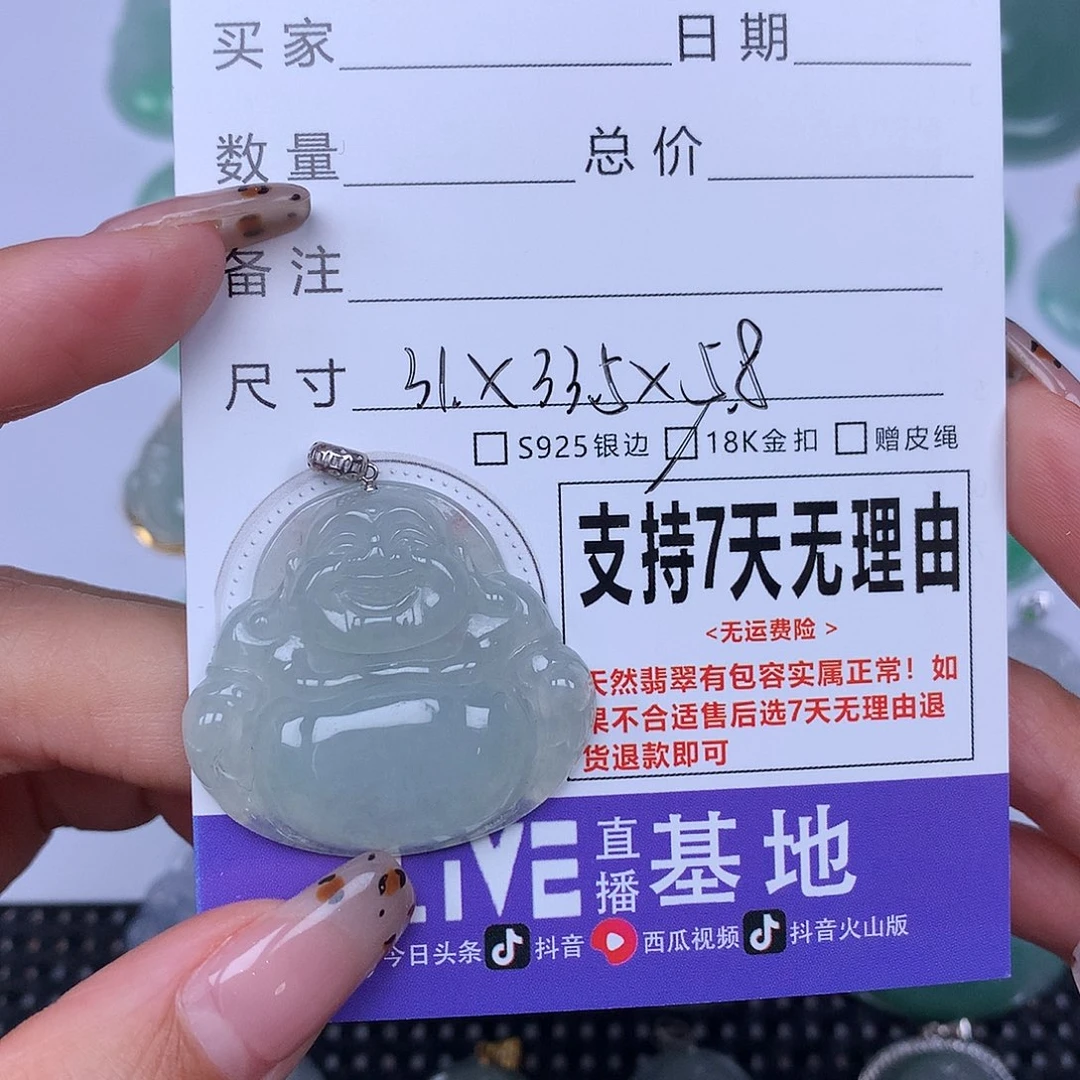 买家 日期
数量 总价
备注
尺寸 31.X33.5X5.8
S925银边 18K金扣 赠皮绳
支持7天无理由
<无运费险 >
天然翡翠有包容实属正常！如
果不合适售后选7天无理由退
货退款即可
LIVE 直播 基地
今日头条 抖音 西瓜视频 抖音火山版